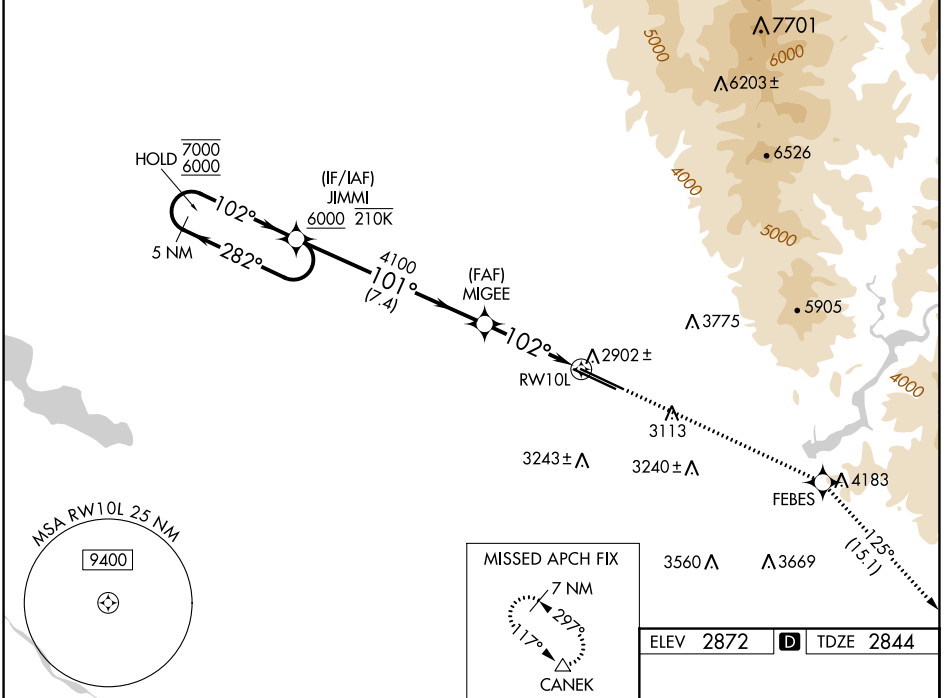 7701
5000
6000
6203±
6526
HOLD 7000
6000
4000
(IF/IAF)
JIMMI
6000 210K
102°
5 NM
282°
5000
4100
101°
(7.4)
(FAF)
MIGEE
5905
3775
102°
2902±
RW10L
4000
3113
3243±
3240±
4183
FEBES
125°
(15.1)
MSA RW10L 25 NM
9400
MISSED APCH FIX
7 NM
297°
117°
CANEK
3560
3669
ELEV 2872 D TDZE 2844